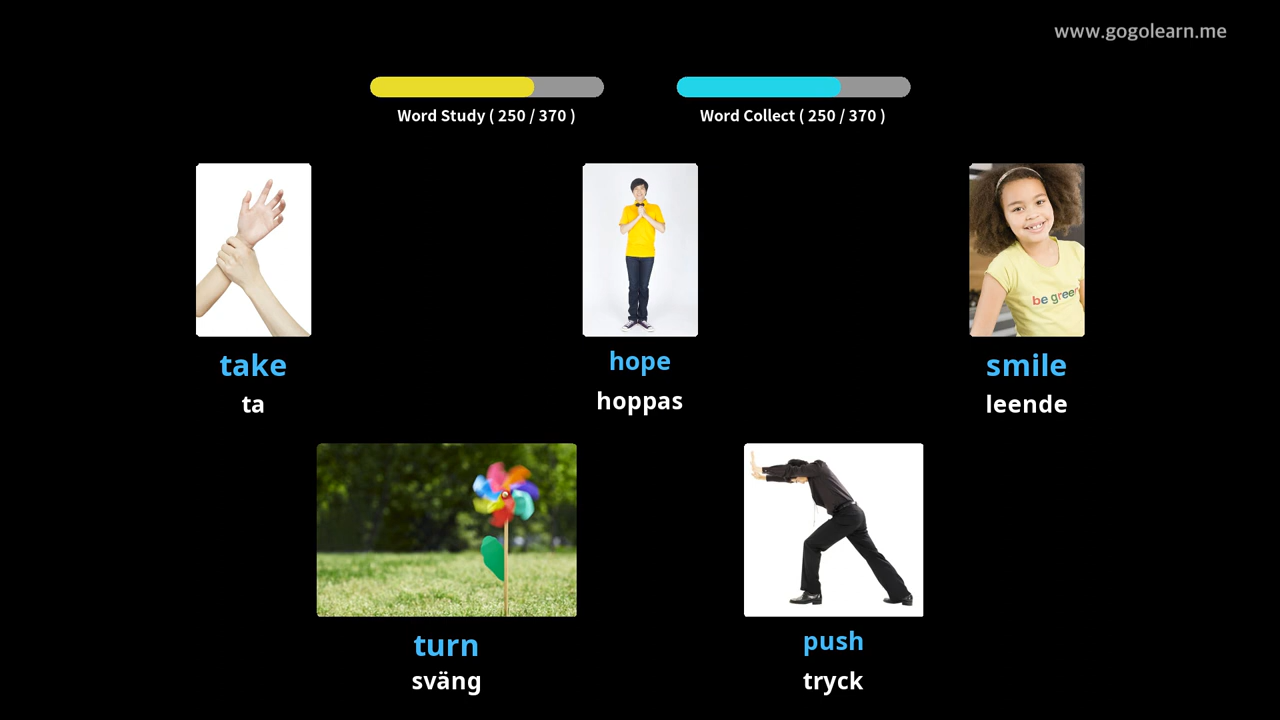 www.gogolearn.me
Word Study ( 250 / 370 )
Word Collect ( 250 / 370 )
be green
take
ta
hope
hoppas
smile
leende
turn
sväng
push
tryck